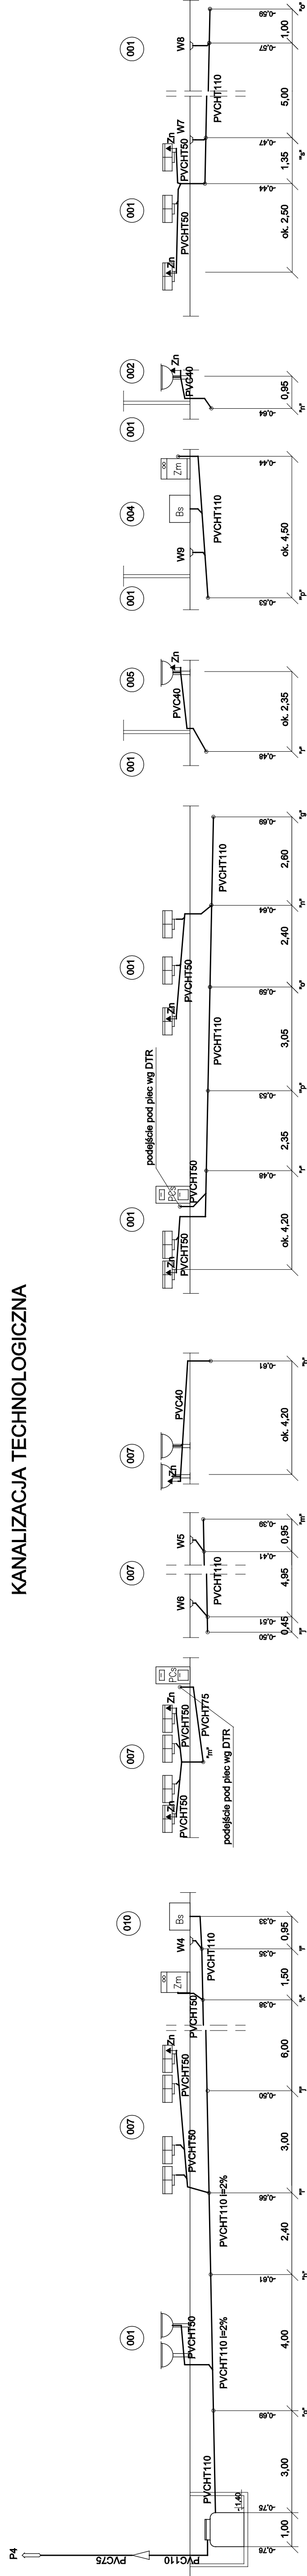 KANALIZACJA TECHNOLOGICZNA
P4
PVC75
PVC110
-1,40
-0,76
1,00
-0,75
3,00
PVCHT110
-0,69
"g"
001
PVCHT50
PVCHT110 i=2%
4,00
-0,61
"h"
PVCHT110 i=2%
2,40
-0,56
007
PVCHT50
PVCHT50
Zn
3,00
-0,50
"j"
6,00
-0,38
"k"
Zm
PVCHT50
1,50
-0,35
W4
PVCHT110
010
Bs
0,95
-0,33
007
Zn
PVCHT50
PVCHT50
Zn
"m"
PVCHT75
PCs
podejście pod piec wg DTR
007
W6
W5
PVCHT110
-0,50
"j"
0,45
-0,51
4,95
-0,41
0,95
-0,39
"m"
007
Zn
PVC40
ok. 4,20
-0,61
"h"
001
Zn
PVCHT50
PCs
PVCHT50
podejście pod piec wg DTR
ok. 4,20
-0,48
"r"
2,35
-0,53
"p"
PVCHT110
3,05
-0,59
"o"
001
Zn
PVCHT50
2,40
-0,64
"n"
PVCHT110
2,60
-0,69
"g"
001
005
Zn
PVC40
-0,48
"r"
ok. 2,35
001
004
W9
Bs
Zm
PVCHT110
-0,53
"p"
ok. 4,50
-0,44
001
002
Zn
PVC40
-0,64
"n"
0,95
001
Zn
PVCHT50
PVCHT50
Zn
ok. 2,50
-0,44
1,35
-0,47
"s"
W7
PVCHT110
5,00
001
W8
-0,57
1,00
-0,59
"o"